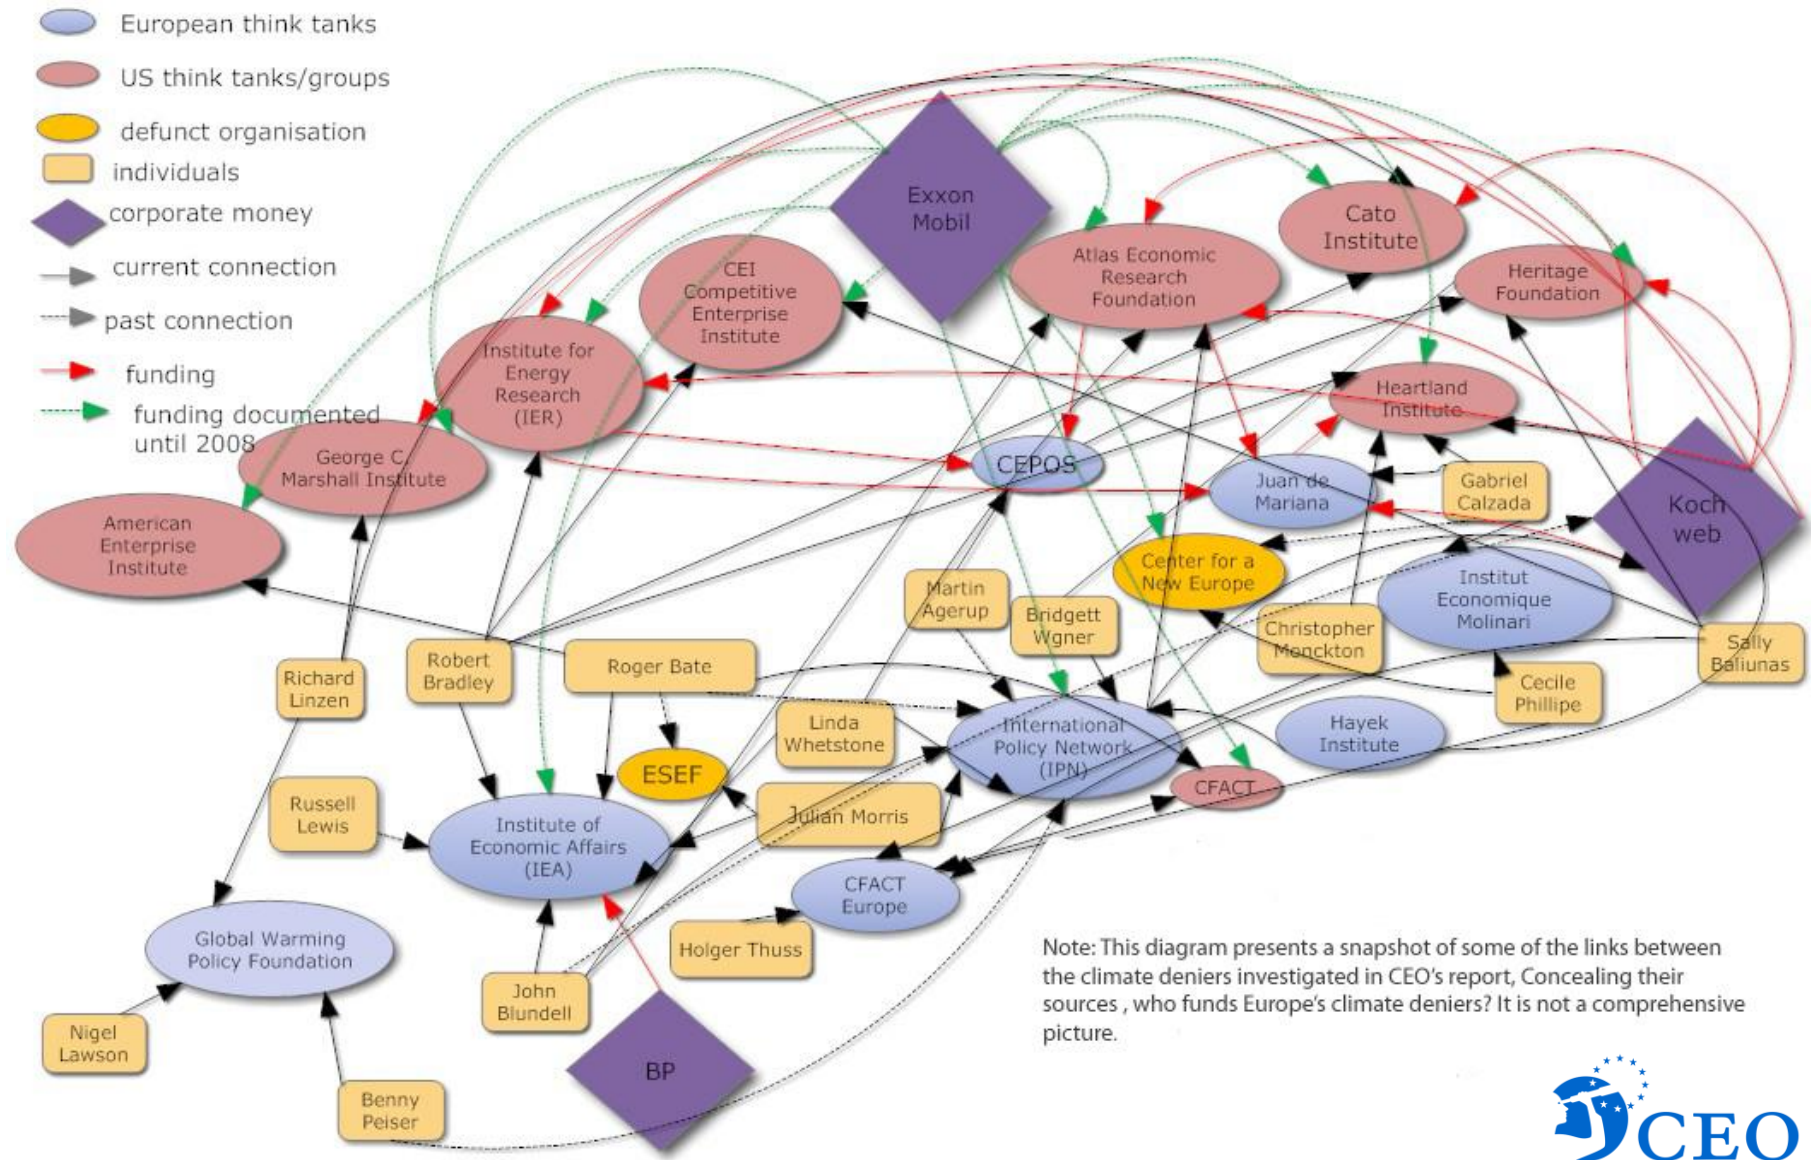 European think tanks
US think tanks/groups
defunct organisation
individuals
corporate money
current connection
past connection
funding
funding documented
until 2008
Exxon
Mobil
Cato
Institute
Atlas Economic
Research
Foundation
Heritage
Foundation
CEI
Competitive
Enterprise
Institute
Institute for
Energy
Research
(IER)
Heartland
Institute
George C.
Marshall Institute
CEPOS
Juan de
Mariana
Gabriel
Calzada
Koch
web
American
Enterprise
Institute
Center for a
New Europe
Institut
Economique
Molinari
Martin
Agerup
Bridgett
Wgner
Christopher
Monckton
Sally
Baliunas
Richard
Linzen
Robert
Bradley
Roger Bate
Cecile
Phillipe
Linda
Whetstone
International
Policy Network
(IPN)
Hayek
Institute
ESEF
CFACT
Russell
Lewis
Institute of
Economic Affairs
(IEA)
Julian Morris
CFACT
Europe
Global Warming
Policy Foundation
Holger Thuss
John
Blundell
Nigel
Lawson
BP
Benny
Peiser
Note: This diagram presents a snapshot of some of the links between
the climate deniers investigated in CEO's report, Concealing their
sources , who funds Europe's climate deniers? It is not a comprehensive
picture.
CEO